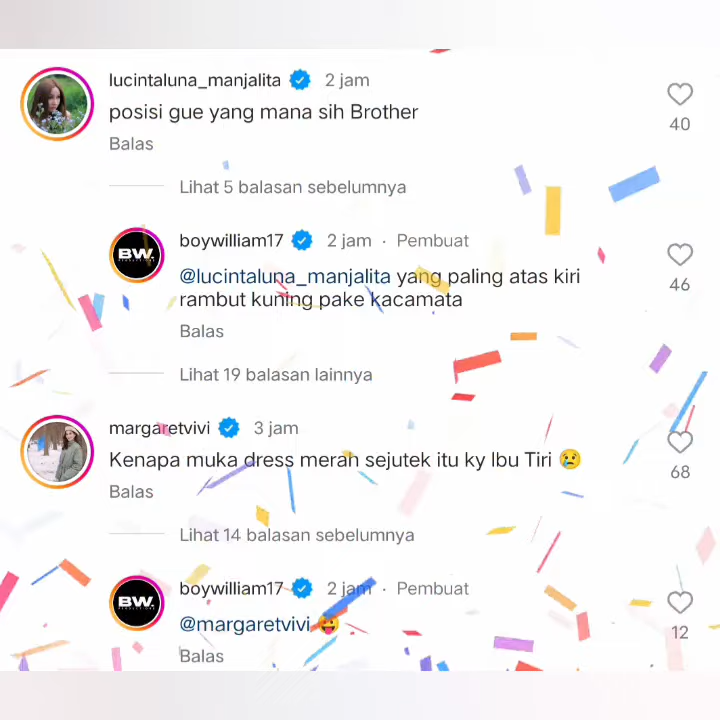 lucintaluna_manjalita 2 jam
posisi gue yang mana sih Brother
40
Balas
Lihat 5 balasan sebelumnya
BW.
boywilliam17 2 jam · Pembuat
@lucintaluna_manjalita yang paling atas kiri
rambut kuning pake kacamata
46
Balas
Lihat 19 balasan lainnya
margaretvivi 3 jam
Kenapa muka dress merah sejutek itu ky Ibu Tiri 😢
68
Balas
Lihat 14 balasan sebelumnya
BW.
boywilliam17 2 jam · Pembuat
@margaretvivi 😜
12
Balas